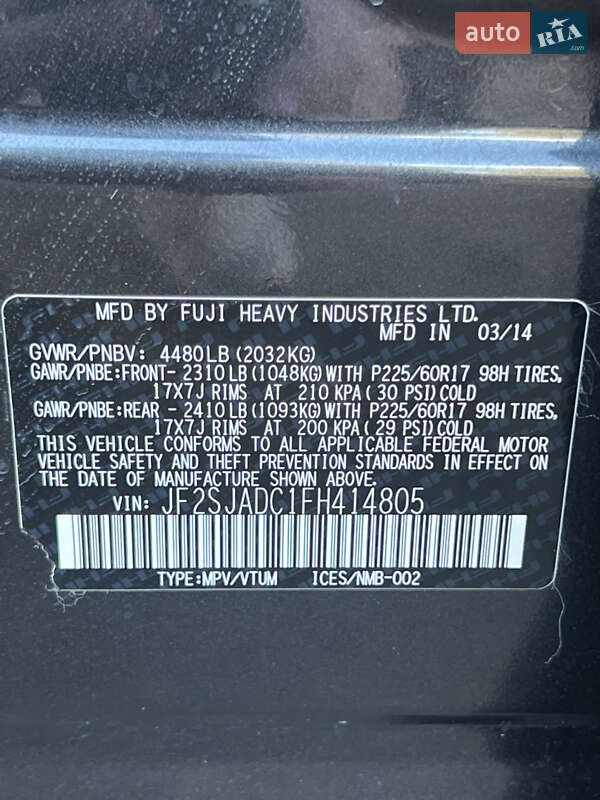 auto RIA.com
MFD BY FUJI HEAVY INDUSTRIES LTD.
MFD IN 03/14
GVWR/PNBV: 4480LB(2032KG)
GAWR/PNBE:FRONT- 2310LB(1048KG)WITH P225/60R17 98H TIRES,
17X7J RIMS AT 210 KPA(30 PSI)COLD
GAWR/PNBE:REAR - 2410LB(1093KG)WITH P225/60R17 98H TIRES,
17X7J RIMS AT 200 KPA(29 PSI)COLD
THIS VEHICLE CONFORMS TO ALL APPLICABLE FEDERAL MOTOR
VEHICLE SAFETY AND THEFT PREVENTION STANDARDS IN EFFECT ON
THE DATE OF MANUFACTURE SHOWN ABOVE.
VIN: JF2SJADC1FH414805
TYPE:MPV/VTUM ICES/NMB-002